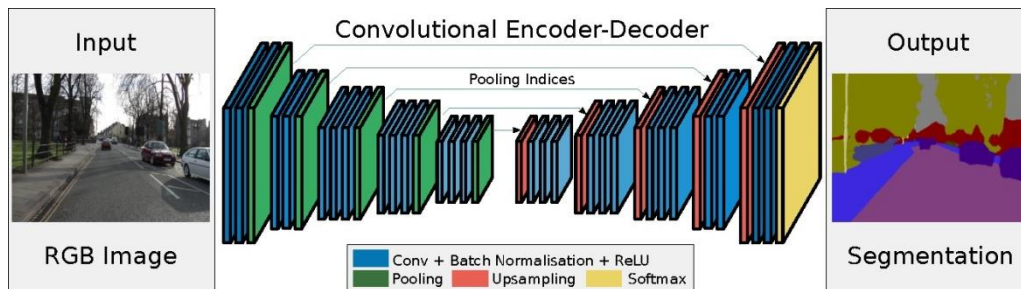 Input
RGB Image
Convolutional Encoder-Decoder
Pooling Indices
Conv + Batch Normalisation + ReLU
Pooling Upsampling Softmax
Output
Segmentation